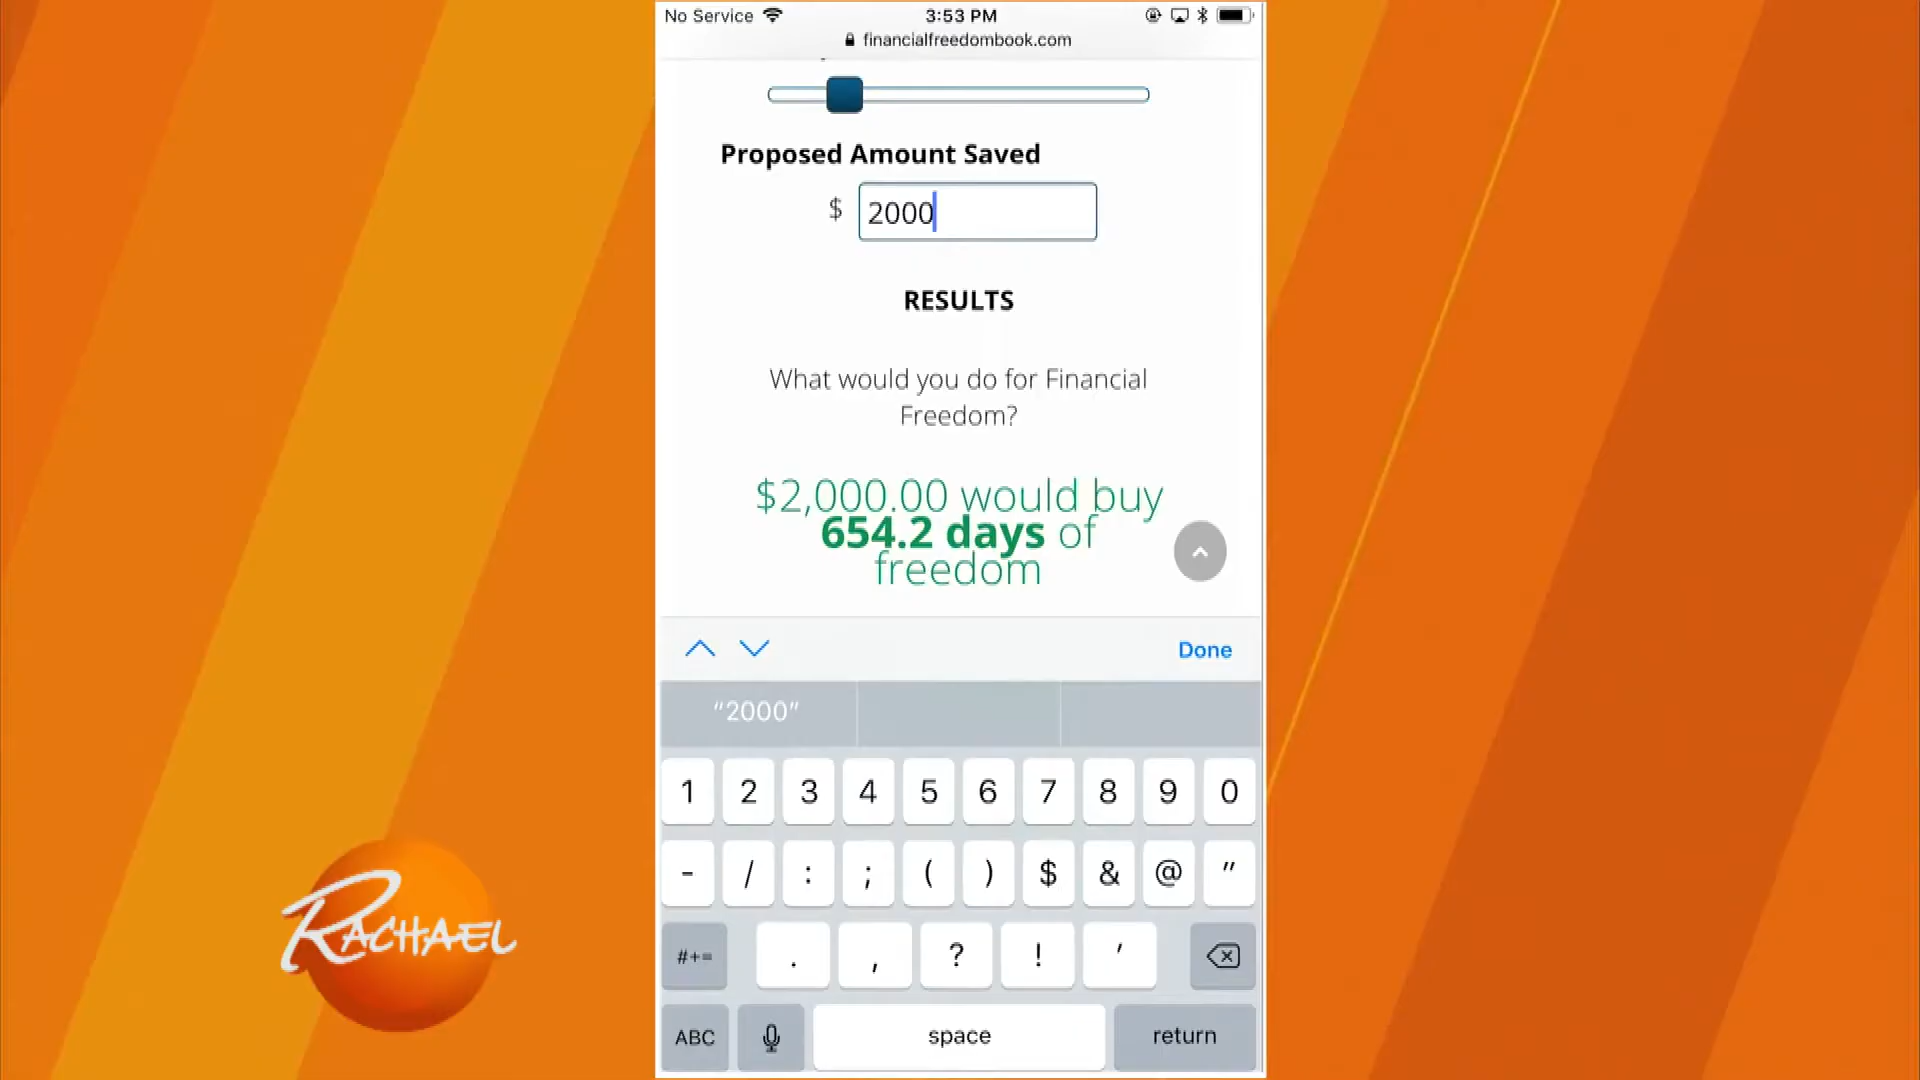 No Service
3:53 PM
financialfreedombook.com
Proposed Amount Saved
$ 2000
RESULTS
What would you do for Financial
Freedom?
$2,000.00 would buy
654.2 days of
freedom
Done
“2000”
1 2 3 4 5 6 7 8 9 0
- / : ; ( ) $ & @ "
#+= . , ? ! '
ABC space return
RACHAEL